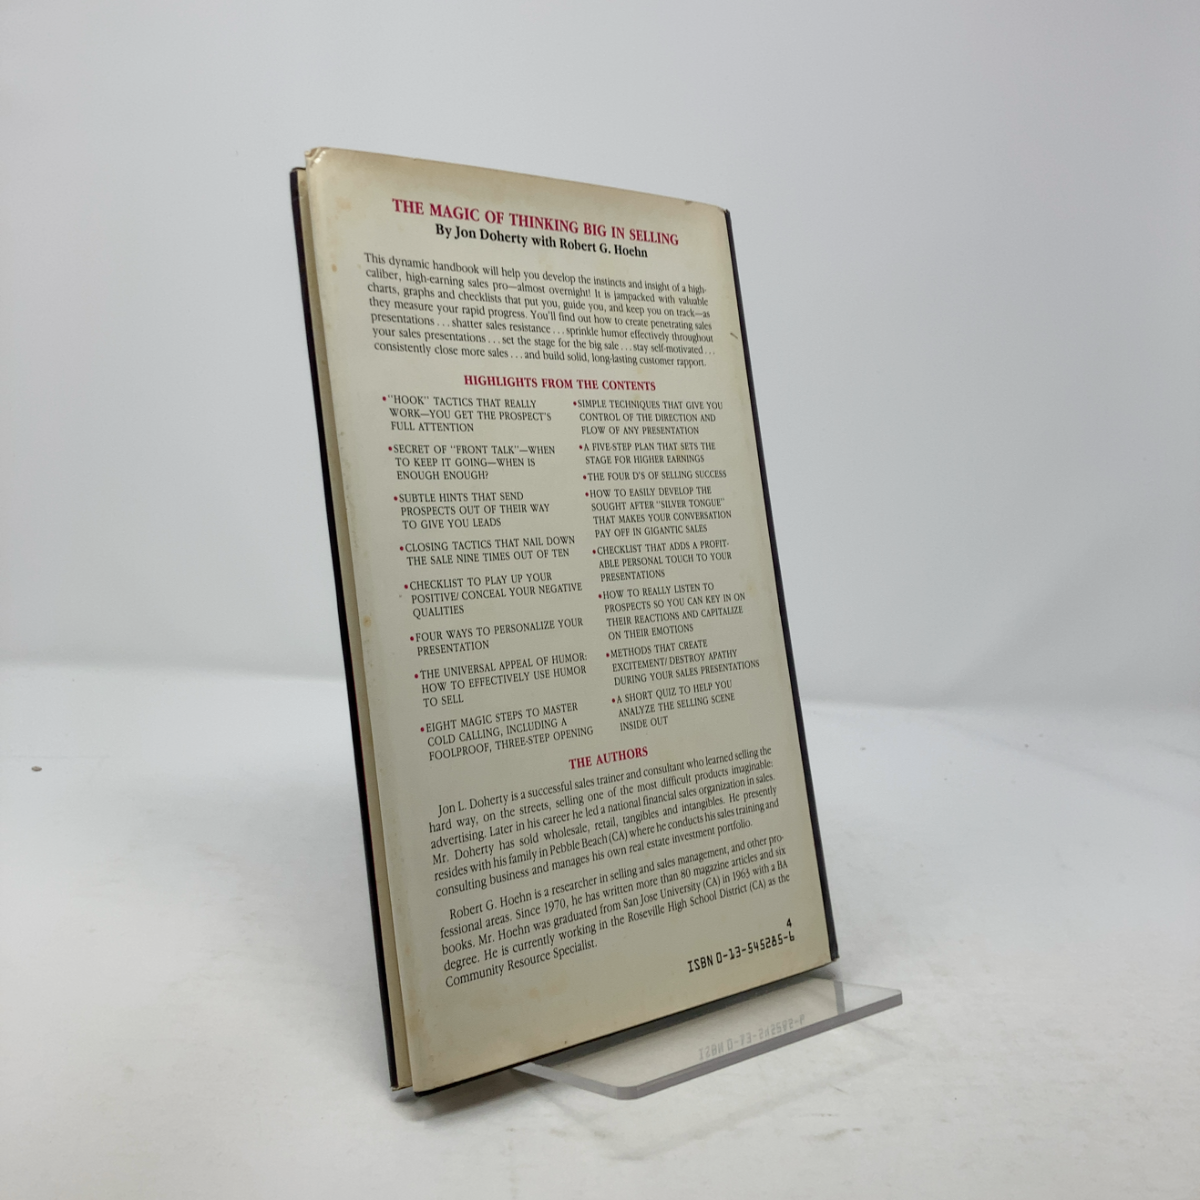 THE MAGIC OF THINKING BIG IN SELLING
By Jon Doherty with Robert G. Hoehn
This dynamic handbook will help you develop the instincts and insight of a high-
caliber, high-earning sales pro—almost overnight! It is jampacked with valuable
charts, graphs and checklists that put you, guide you, and keep you on track—as
they measure your rapid progress. You'll find out how to create penetrating sales
presentations...shatter sales resistance...sprinkle humor effectively throughout
your sales presentations...set the stage for the big sale...stay self-motivated...
consistently close more sales...and build solid, long-lasting customer rapport.
HIGHLIGHTS FROM THE CONTENTS
•"HOOK" TACTICS THAT REALLY
WORK—YOU GET THE PROSPECT'S
FULL ATTENTION
•SECRET OF "FRONT TALK"—WHEN
TO KEEP IT GOING—WHEN IS
ENOUGH ENOUGH?
•SUBTLE HINTS THAT SEND
PROSPECTS OUT OF THEIR WAY
TO GIVE YOU LEADS
•CLOSING TACTICS THAT NAIL DOWN
THE SALE NINE TIMES OUT OF TEN
•CHECKLIST TO PLAY UP YOUR
POSITIVE/ CONCEAL YOUR NEGATIVE
QUALITIES
•FOUR WAYS TO PERSONALIZE YOUR
PRESENTATION
•THE UNIVERSAL APPEAL OF HUMOR:
HOW TO EFFECTIVELY USE HUMOR
TO SELL
•EIGHT MAGIC STEPS TO MASTER
COLD CALLING, INCLUDING A
FOOLPROOF, THREE-STEP OPENING
•SIMPLE TECHNIQUES THAT GIVE YOU
CONTROL OF THE DIRECTION AND
FLOW OF ANY PRESENTATION
•A FIVE-STEP PLAN THAT SETS THE
STAGE FOR HIGHER EARNINGS
•THE FOUR D'S OF SELLING SUCCESS
•HOW TO EASILY DEVELOP THE
SOUGHT AFTER "SILVER TONGUE"
THAT MAKES YOUR CONVERSATION
PAY OFF IN GIGANTIC SALES
•CHECKLIST THAT ADDS A PROFIT-
ABLE PERSONAL TOUCH TO YOUR
PRESENTATIONS
•HOW TO REALLY LISTEN TO
PROSPECTS SO YOU CAN KEY IN ON
THEIR REACTIONS AND CAPITALIZE
ON THEIR EMOTIONS
•METHODS THAT CREATE
EXCITEMENT/ DESTROY APATHY
DURING YOUR SALES PRESENTATIONS
•A SHORT QUIZ TO HELP YOU
ANALYZE THE SELLING SCENE
INSIDE OUT
THE AUTHORS
Jon L. Doherty is a successful sales trainer and consultant who learned selling the
hard way, on the streets, selling one of the most difficult products imaginable:
advertising. Later in his career he led a national financial sales organization in sales.
Mr. Doherty has sold wholesale, retail, tangibles and intangibles. He presently
resides with his family in Pebble Beach (CA) where he conducts his sales training and
consulting business and manages his own real estate investment portfolio.
Robert G. Hoehn is a researcher in selling and sales management, and other pro-
fessional areas. Since 1970, he has written more than 80 magazine articles and six
books. Mr. Hoehn was graduated from San Jose University (CA) in 1963 with a BA
degree. He is currently working in the Roseville High School District (CA) as the
Community Resource Specialist.
4
ISBN 0-13-545285-6